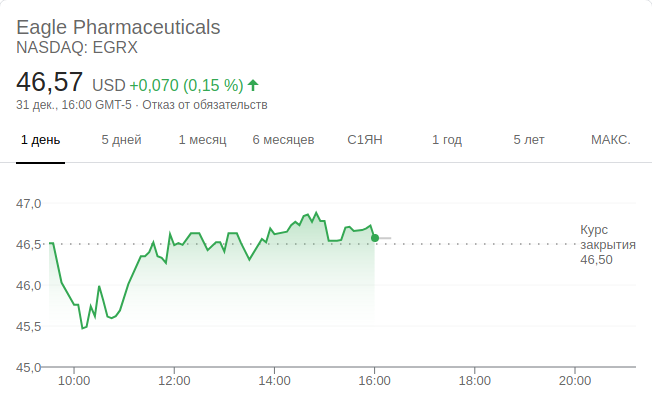 Eagle Pharmaceuticals
NASDAQ: EGRX
46,57 USD +0,070 (0,15 %)
31 дек., 16:00 GMT-5 · Отказ от обязательств
1 день 5 дней 1 месяц 6 месяцев С1ЯН 1 год 5 лет МАКС.
47,0
Курс
46,5 закрытия
46,50
46,0
45,5
45,0
10:00 12:00 14:00 16:00 18:00 20:00